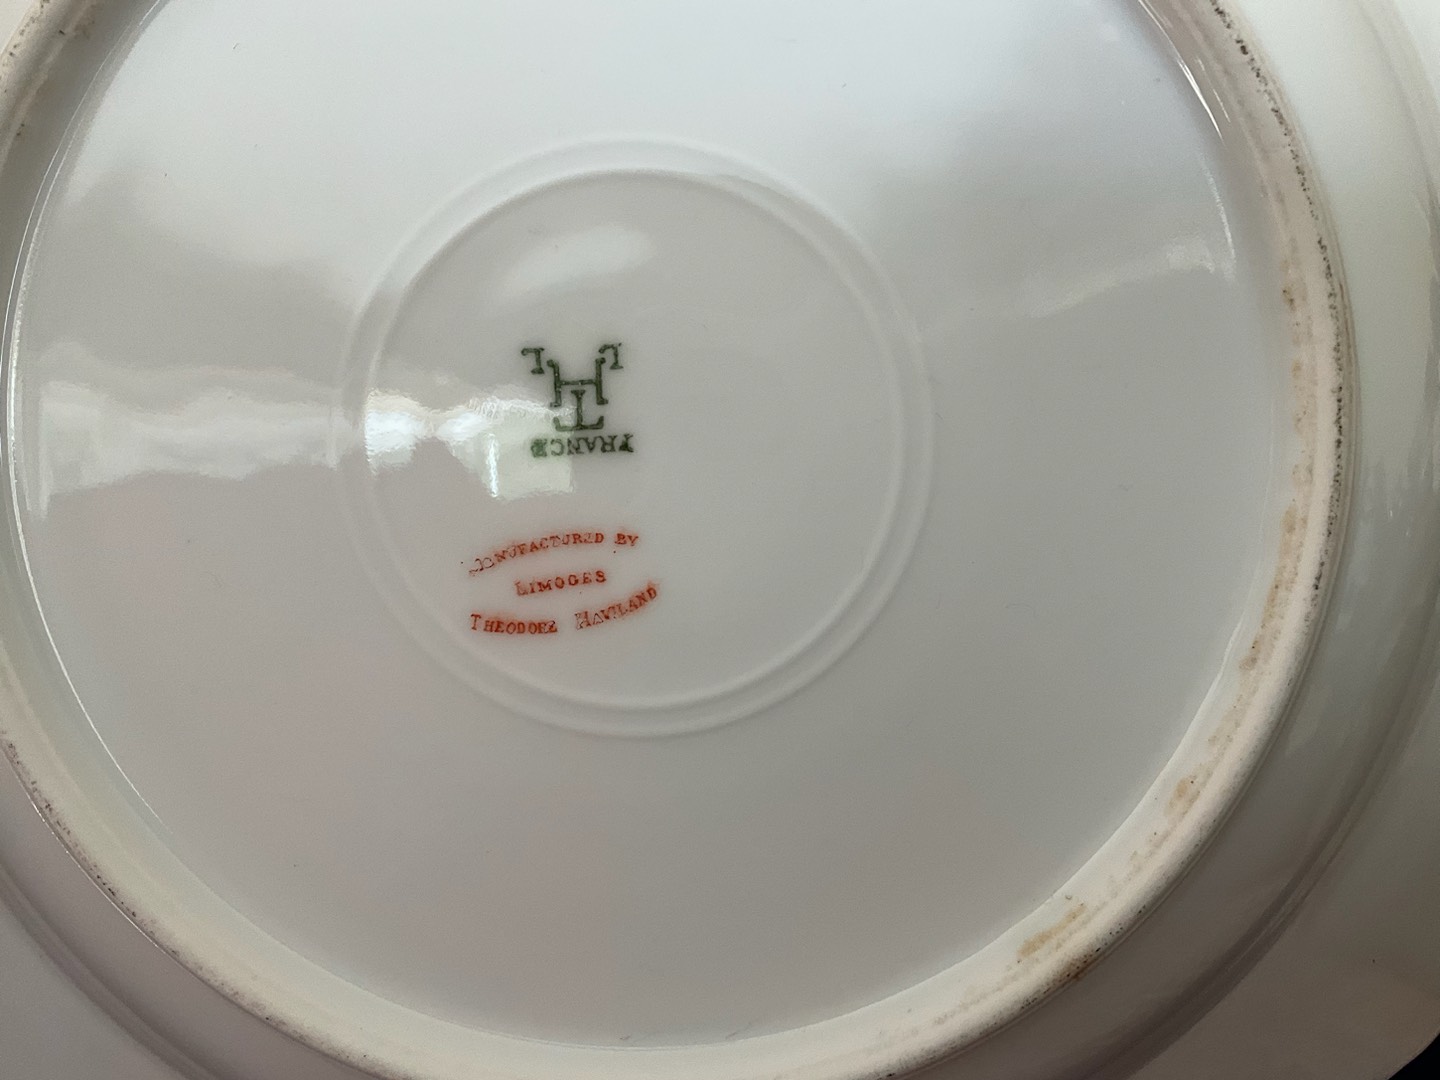 FRANCE
T
H
MANUFACTURED BY
LIMOGES
THEODORE HAVILAND